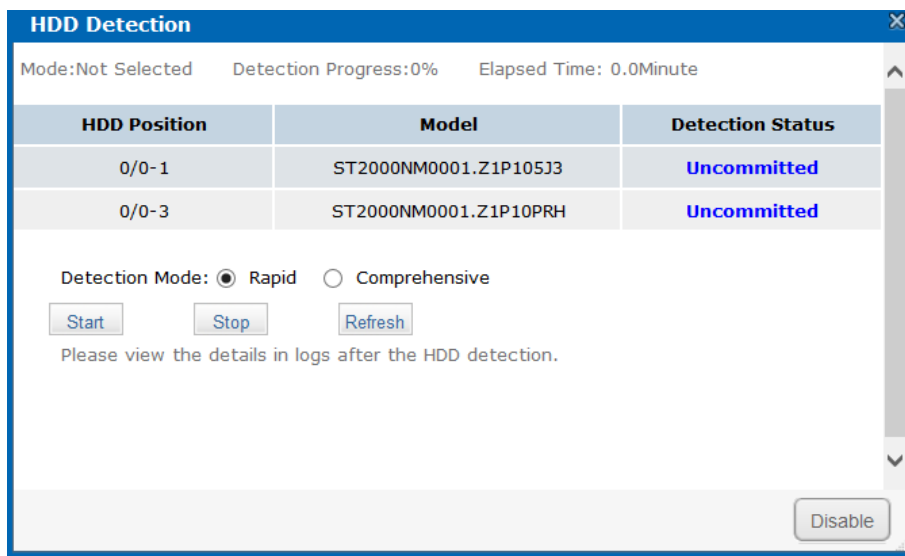 HDD Detection
Mode:Not Selected Detection Progress:0% Elapsed Time: 0.0Minute
HDD Position Model Detection Status
0/0-1 ST2000NM0001.Z1P105J3 Uncommitted
0/0-3 ST2000NM0001.Z1P10PRH Uncommitted
Detection Mode: Rapid Comprehensive
Start Stop Refresh
Please view the details in logs after the HDD detection.
Disable